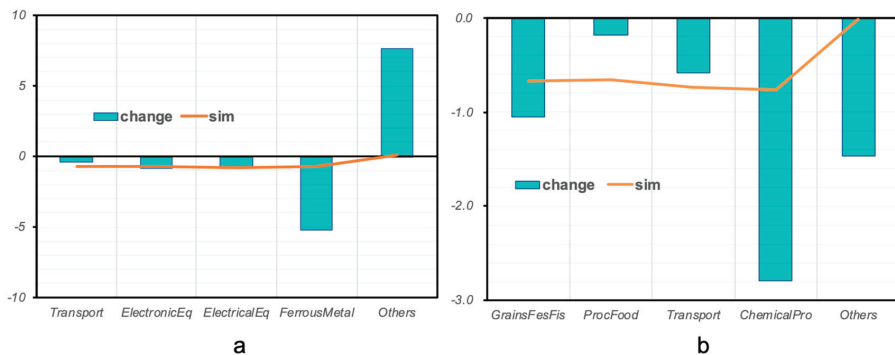 10
5
0
-5
-10
change sim
Transport ElectronicEq ElectricalEq FerrousMetal Others
a
0.0
-1.0
-2.0
-3.0
change sim
GrainsFesFis ProcFood Transport ChemicalPro Others
b